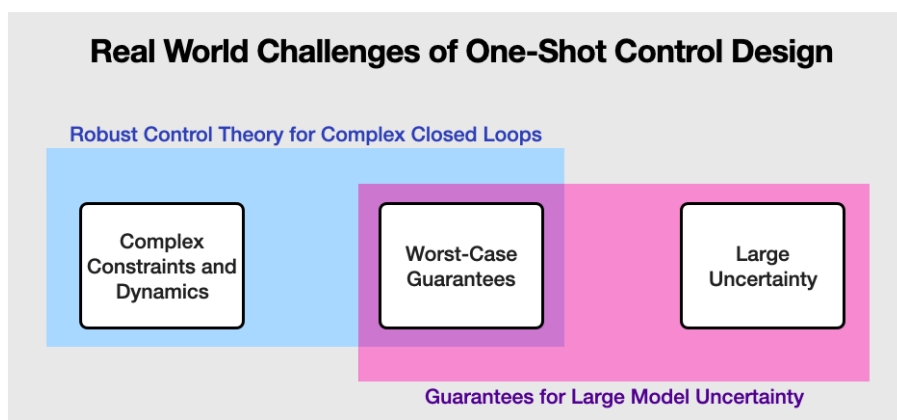 Real World Challenges of One-Shot Control Design
Robust Control Theory for Complex Closed Loops
Complex
Constraints and
Dynamics
Worst-Case
Guarantees
Large
Uncertainty
Guarantees for Large Model Uncertainty